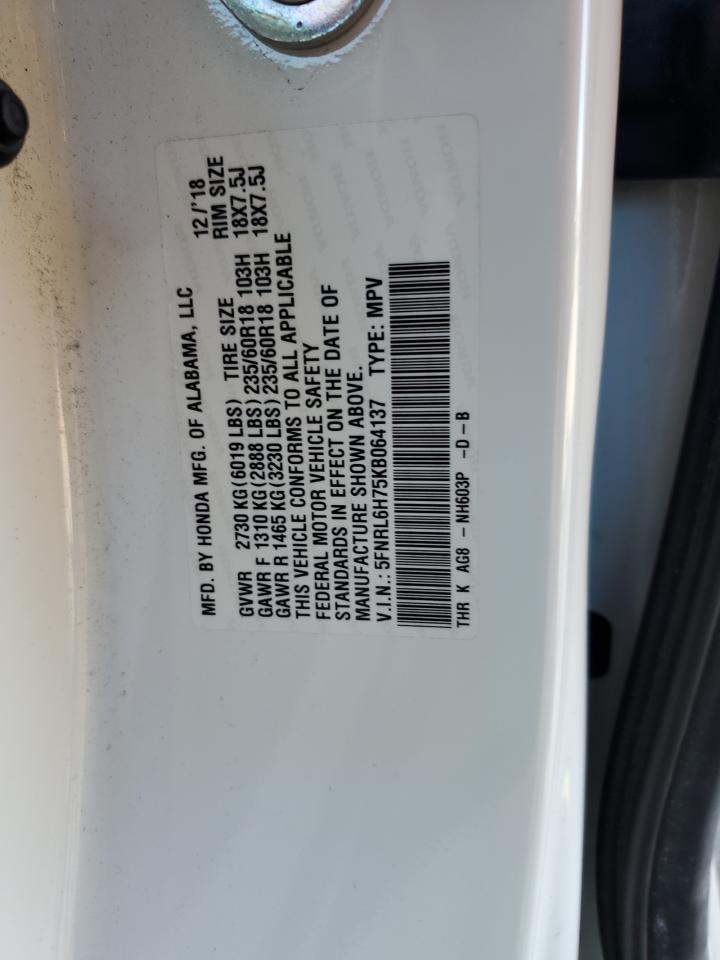 MFD. BY HONDA MFG. OF ALABAMA, LLC 12/'18
GVWR 2730 KG(6019 LBS) TIRE SIZE RIM SIZE
GAWR F 1310 KG(2888 LBS)235/60R18 103H 18X7.5J
GAWR R 1465 KG(3230 LBS)235/60R18 103H 18X7.5J
THIS VEHICLE CONFORMS TO ALL APPLICABLE
FEDERAL MOTOR VEHICLE SAFETY
STANDARDS IN EFFECT ON THE DATE OF
MANUFACTURE SHOWN ABOVE.
V.I.N.:5FNRL6H75KB064137 TYPE: MPV
THR K AG8 - NH603P -D-B